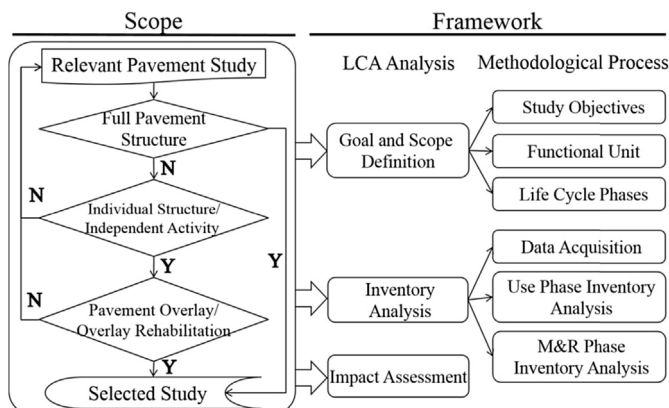 Scope
Relevant Pavement Study
Full Pavement
Structure
N
Individual Structure/
Independent Activity
N
Y
Y
Pavement Overlay/
Overlay Rehabilitation
N
Y
Selected Study
Framework
LCA Analysis
Methodological Process
Goal and Scope
Definition
Study Objectives
Functional Unit
Life Cycle Phases
Inventory
Analysis
Data Acquisition
Use Phase Inventory
Analysis
M&R Phase
Inventory Analysis
Impact Assessment